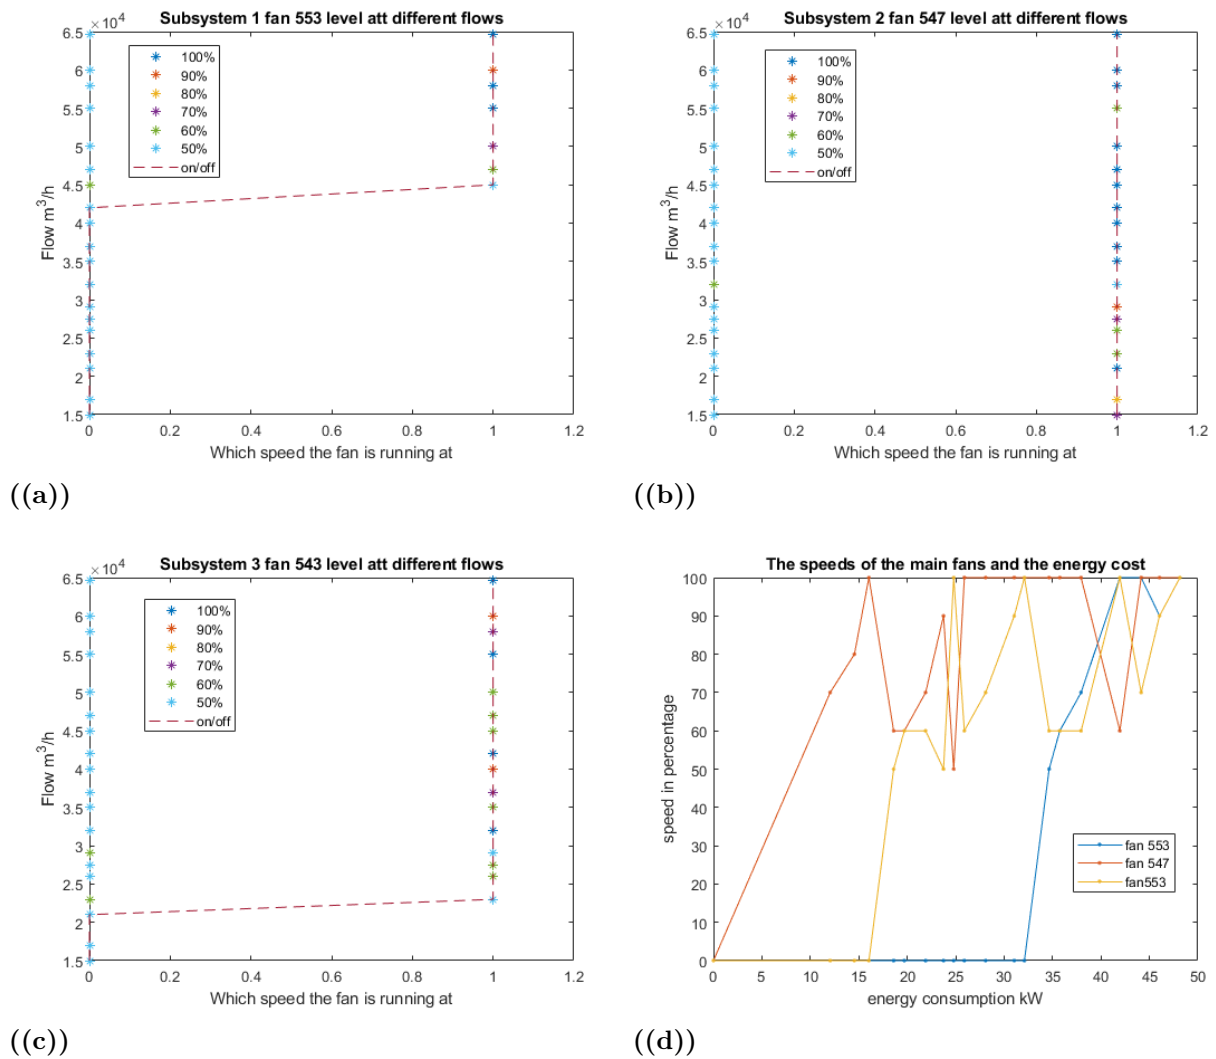 Subsystem 1 fan 553 level att different flows
×10^4
6.5
6
5.5
5
4.5
4
3.5
3
2.5
2
1.5
Flow m^3/h
100%
90%
80%
70%
60%
50%
on/off
0 0.2 0.4 0.6 0.8 1 1.2
Which speed the fan is running at
((a))
Subsystem 2 fan 547 level att different flows
×10^4
6.5
6
5.5
5
4.5
4
3.5
3
2.5
2
1.5
Flow m^3/h
100%
90%
80%
70%
60%
50%
on/off
0 0.2 0.4 0.6 0.8 1 1.2
Which speed the fan is running at
((b))
Subsystem 3 fan 543 level att different flows
×10^4
6.5
6
5.5
5
4.5
4
3.5
3
2.5
2
1.5
Flow m^3/h
100%
90%
80%
70%
60%
50%
on/off
0 0.2 0.4 0.6 0.8 1 1.2
Which speed the fan is running at
((c))
The speeds of the main fans and the energy cost
100
90
80
70
60
50
40
30
20
10
0
speed in percentage
fan 553
fan 547
fan553
0 5 10 15 20 25 30 35 40 45 50
energy consumption kW
((d))